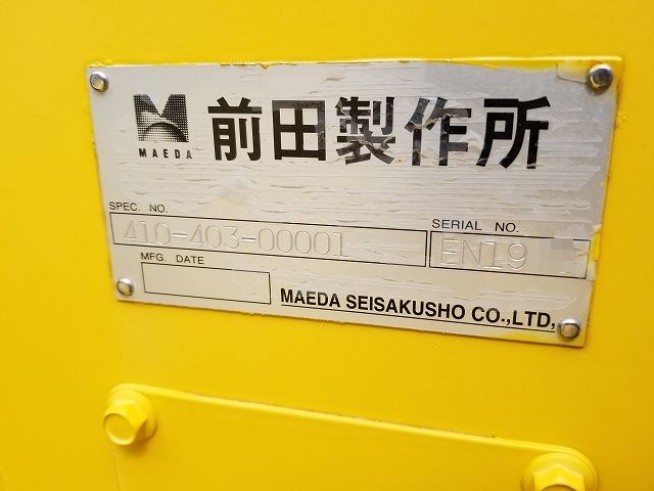 MAEDA
前田製作所
SPEC. NO.
410-403-00001
SERIAL NO.
EN19
MFG. DATE
MAEDA SEISAKUSHO CO.,LTD,